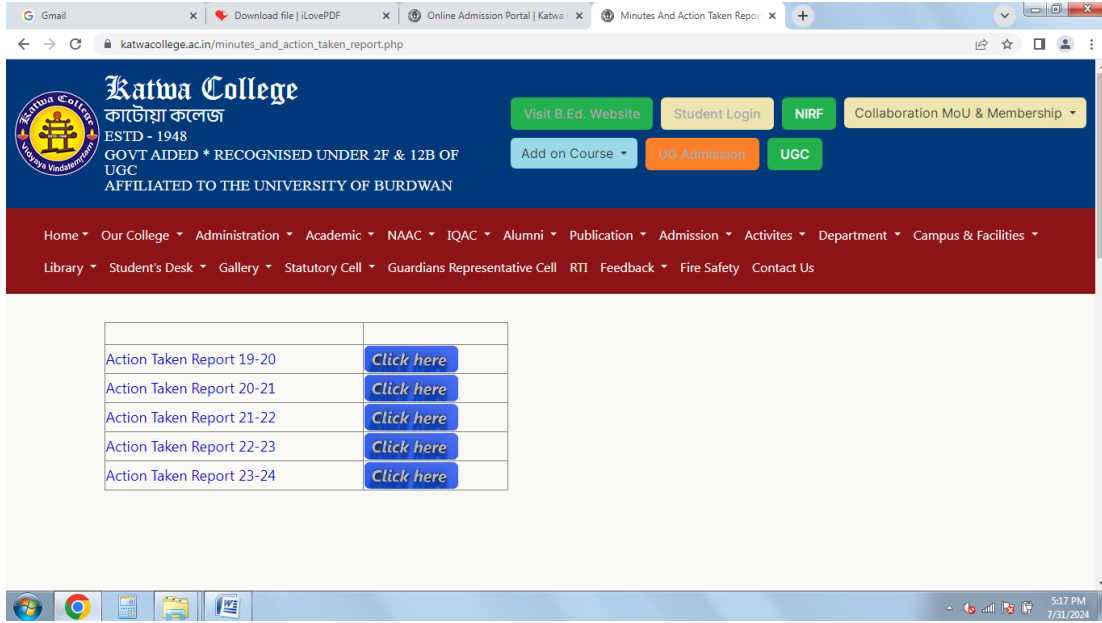 Gmail
Download file | iLovePDF
Online Admission Portal | Katwa
Minutes And Action Taken Repor
katwacollege.ac.in/minutes_and_action_taken_report.php
Katwa College
কাটোয়া কলেজ
ESTD - 1948
GOVT AIDED * RECOGNISED UNDER 2F & 12B OF
UGC
AFFILIATED TO THE UNIVERSITY OF BURDWAN
Katwa College
Vidyaya Vindatemrtam
Visit B.Ed. Website Student Login NIRF Collaboration MoU & Membership
Add on Course UG Admission UGC
Home Our College Administration Academic NAAC IQAC Alumni Publication Admission Activites Department Campus & Facilities
Library Student's Desk Gallery Statutory Cell Guardians Representative Cell RTI Feedback Fire Safety Contact Us
Action Taken Report 19-20 Click here
Action Taken Report 20-21 Click here
Action Taken Report 21-22 Click here
Action Taken Report 22-23 Click here
Action Taken Report 23-24 Click here
5:17 PM
7/31/2024